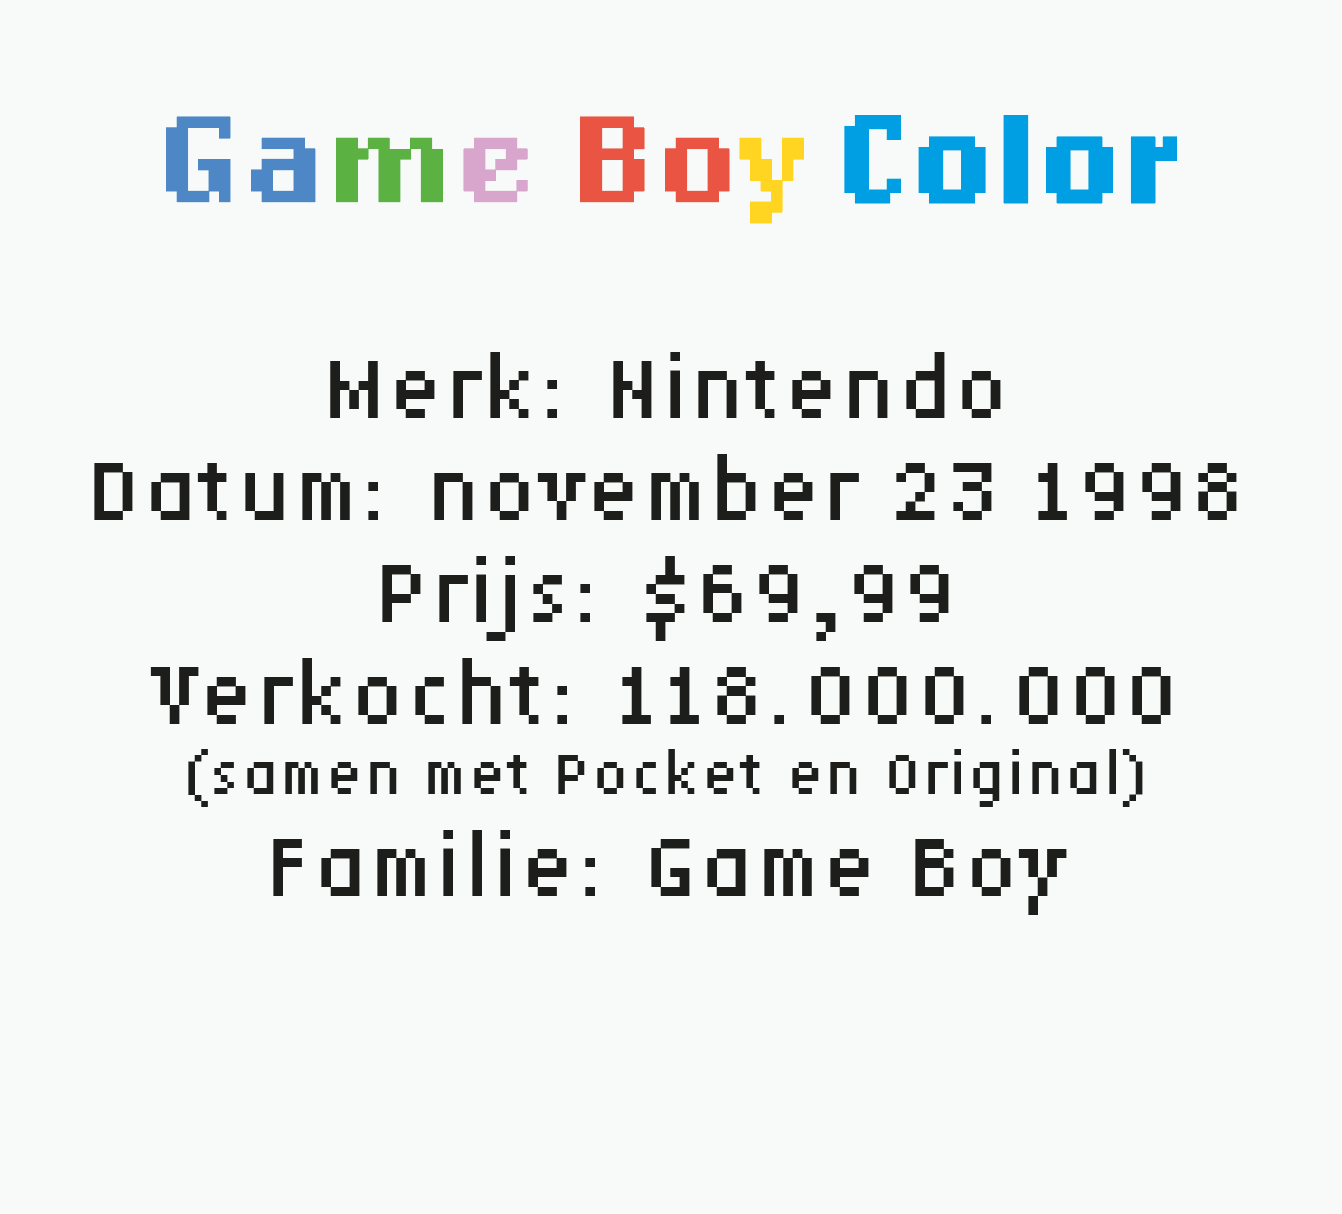 Game Boy Color
Merk: Nintendo
Datum: november 23 1998
Prijs: $69,99
Verkocht: 118.000.000
(samen met Pocket en Original)
Familie: Game Boy